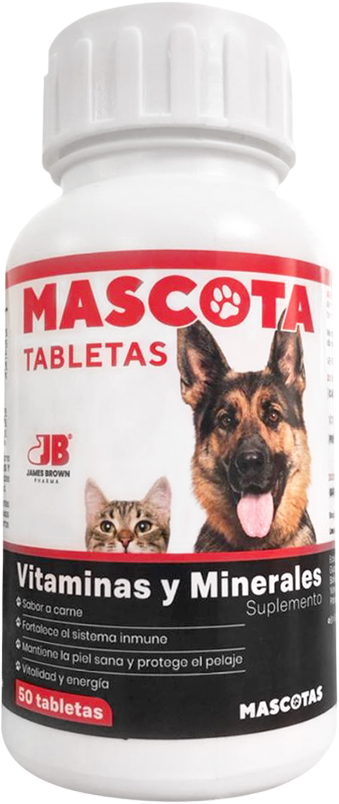 MASCOTA
TABLETAS
JB
JAMES BROWN
PHARMA
Vitaminas y Minerales
Suplemento
Sabor a carne
Fortalece el sistema inmune
Mantiene la piel sana y protege el pelaje
Vitalidad y energía
50 tabletas
MASCOTAS